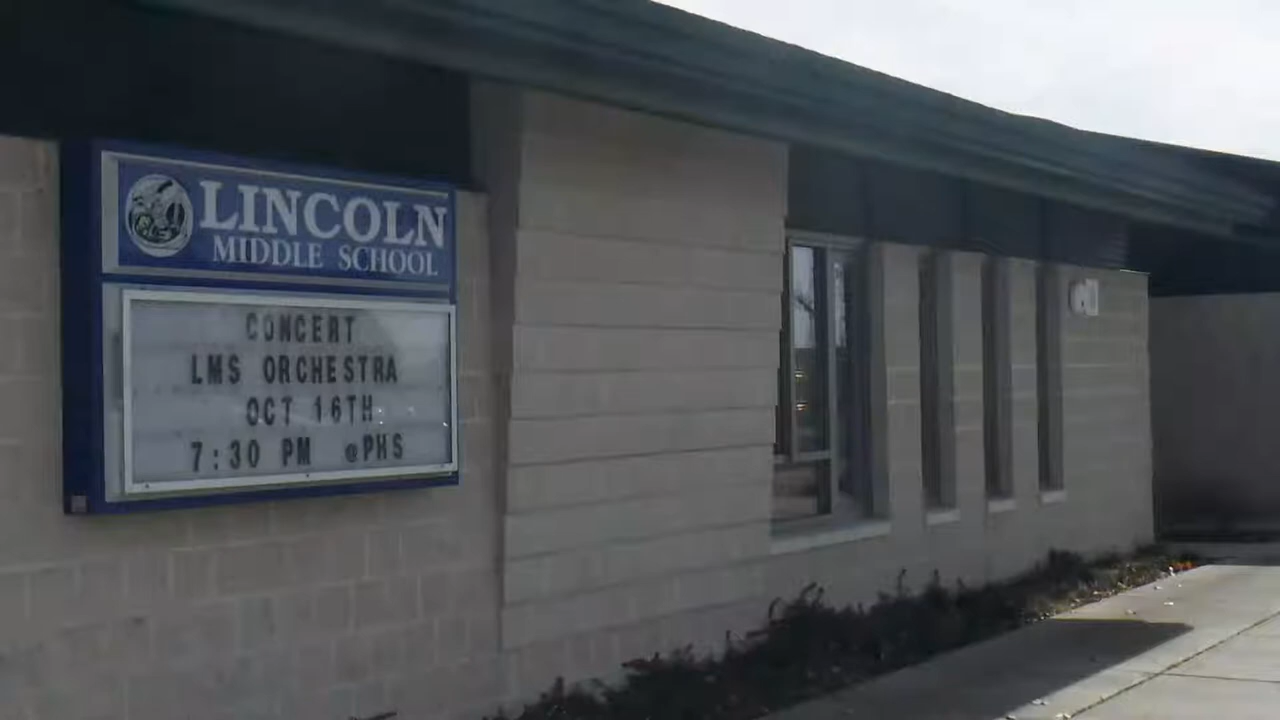 LINCOLN
MIDDLE SCHOOL
CONCERT
LMS ORCHESTRA
OCT 16TH
7:30 PM @PHS